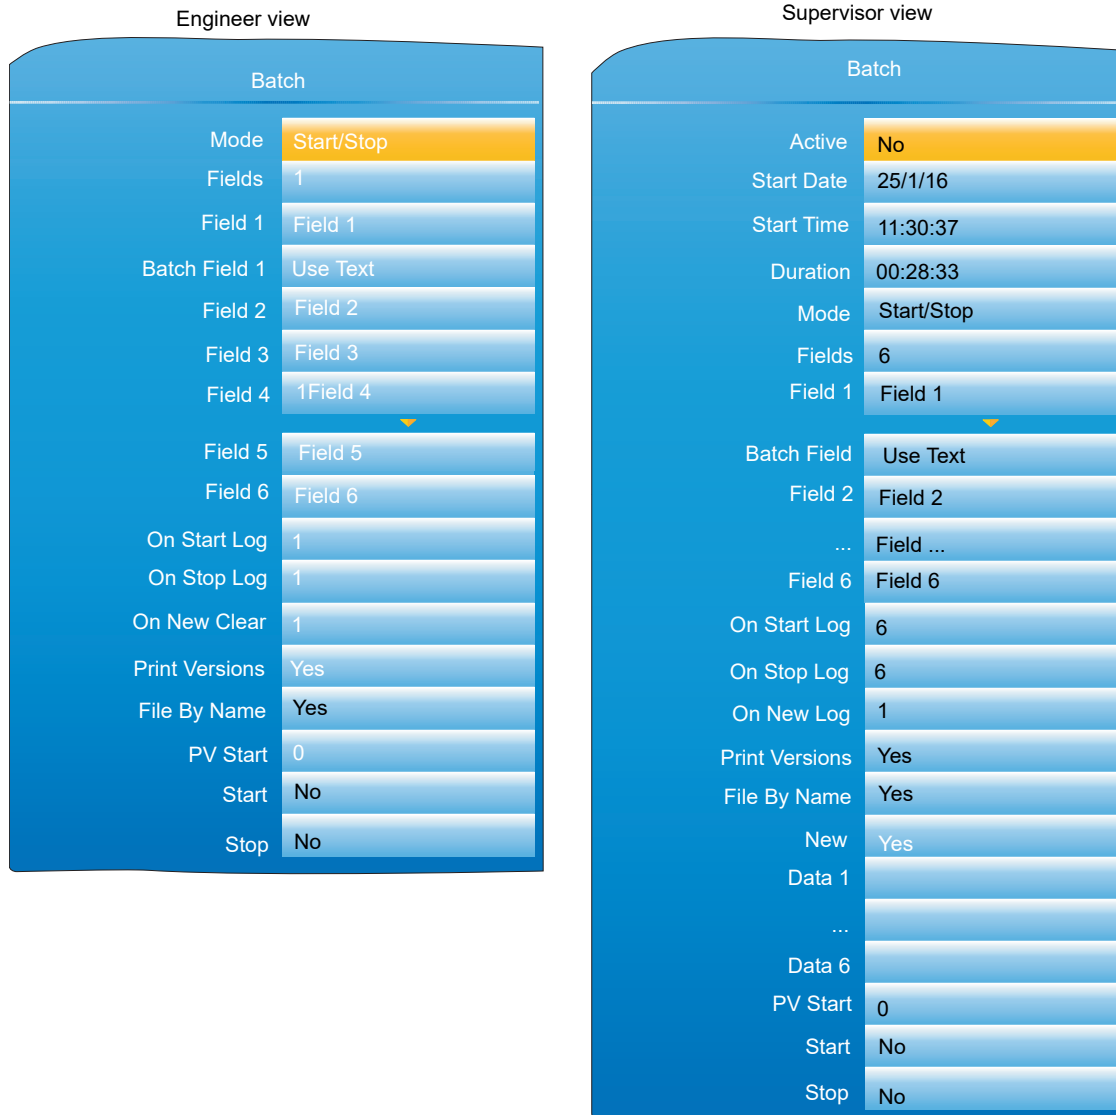 Engineer view
Batch
Mode Start/Stop
Fields 1
Field 1 Field 1
Batch Field 1 Use Text
Field 2 Field 2
Field 3 Field 3
Field 4 1Field 4
Field 5 Field 5
Field 6 Field 6
On Start Log 1
On Stop Log 1
On New Clear 1
Print Versions Yes
File By Name Yes
PV Start 0
Start No
Stop No
Supervisor view
Batch
Active No
Start Date 25/1/16
Start Time 11:30:37
Duration 00:28:33
Mode Start/Stop
Fields 6
Field 1 Field 1
Batch Field Use Text
Field 2 Field 2
... Field ...
Field 6 Field 6
On Start Log 6
On Stop Log 6
On New Log 1
Print Versions Yes
File By Name Yes
New Yes
Data 1
...
Data 6
PV Start 0
Start No
Stop No